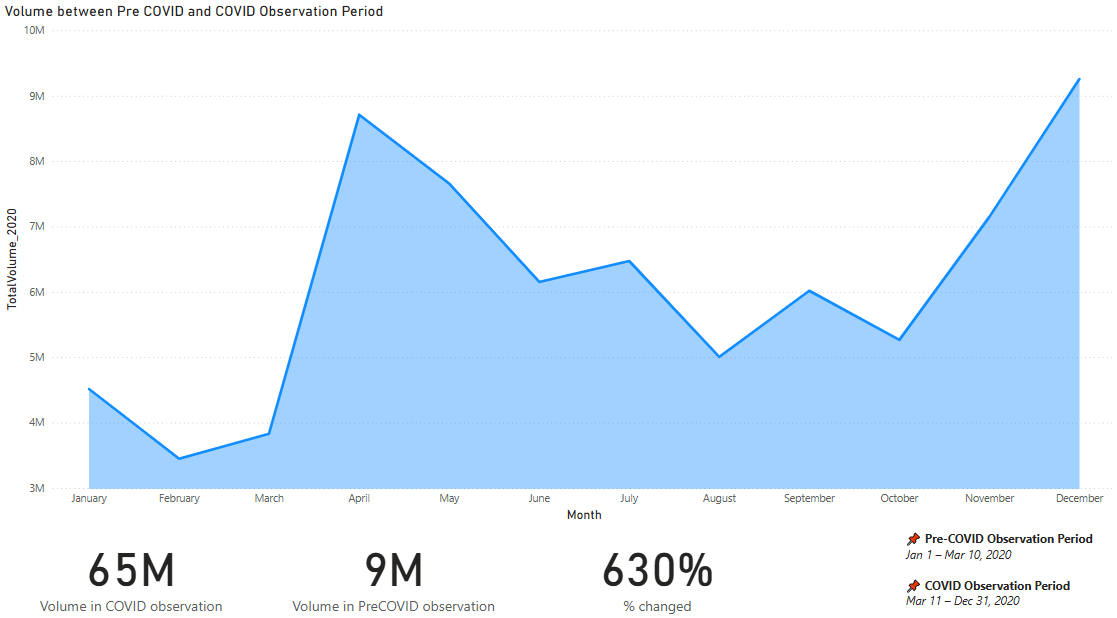 Volume between Pre COVID and COVID Observation Period
10M
9M
8M
7M
6M
5M
4M
3M
TotalVolume_2020
January February March April May June July August September October November December
Month
65M
Volume in COVID observation
9M
Volume in PreCOVID observation
630%
% changed
📌 Pre-COVID Observation Period
Jan 1 – Mar 10, 2020
📌 COVID Observation Period
Mar 11 – Dec 31, 2020